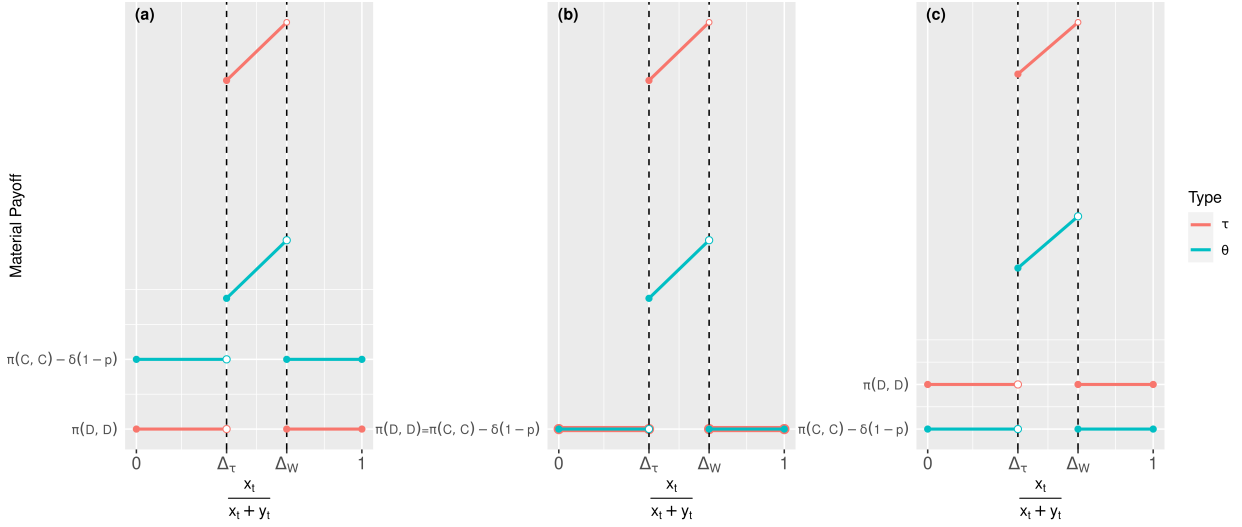 (a)
(b)
(c)
Material Payoff
π(C, C) − δ(1 − p)
π(D, D)
π(D, D)=π(C, C) − δ(1 − p)
π(D, D)
π(C, C) − δ(1 − p)
0 Δτ ΔW 1
0 Δτ ΔW 1
0 Δτ ΔW 1
xt
xt + yt
xt
xt + yt
xt
xt + yt
Type
τ
θ